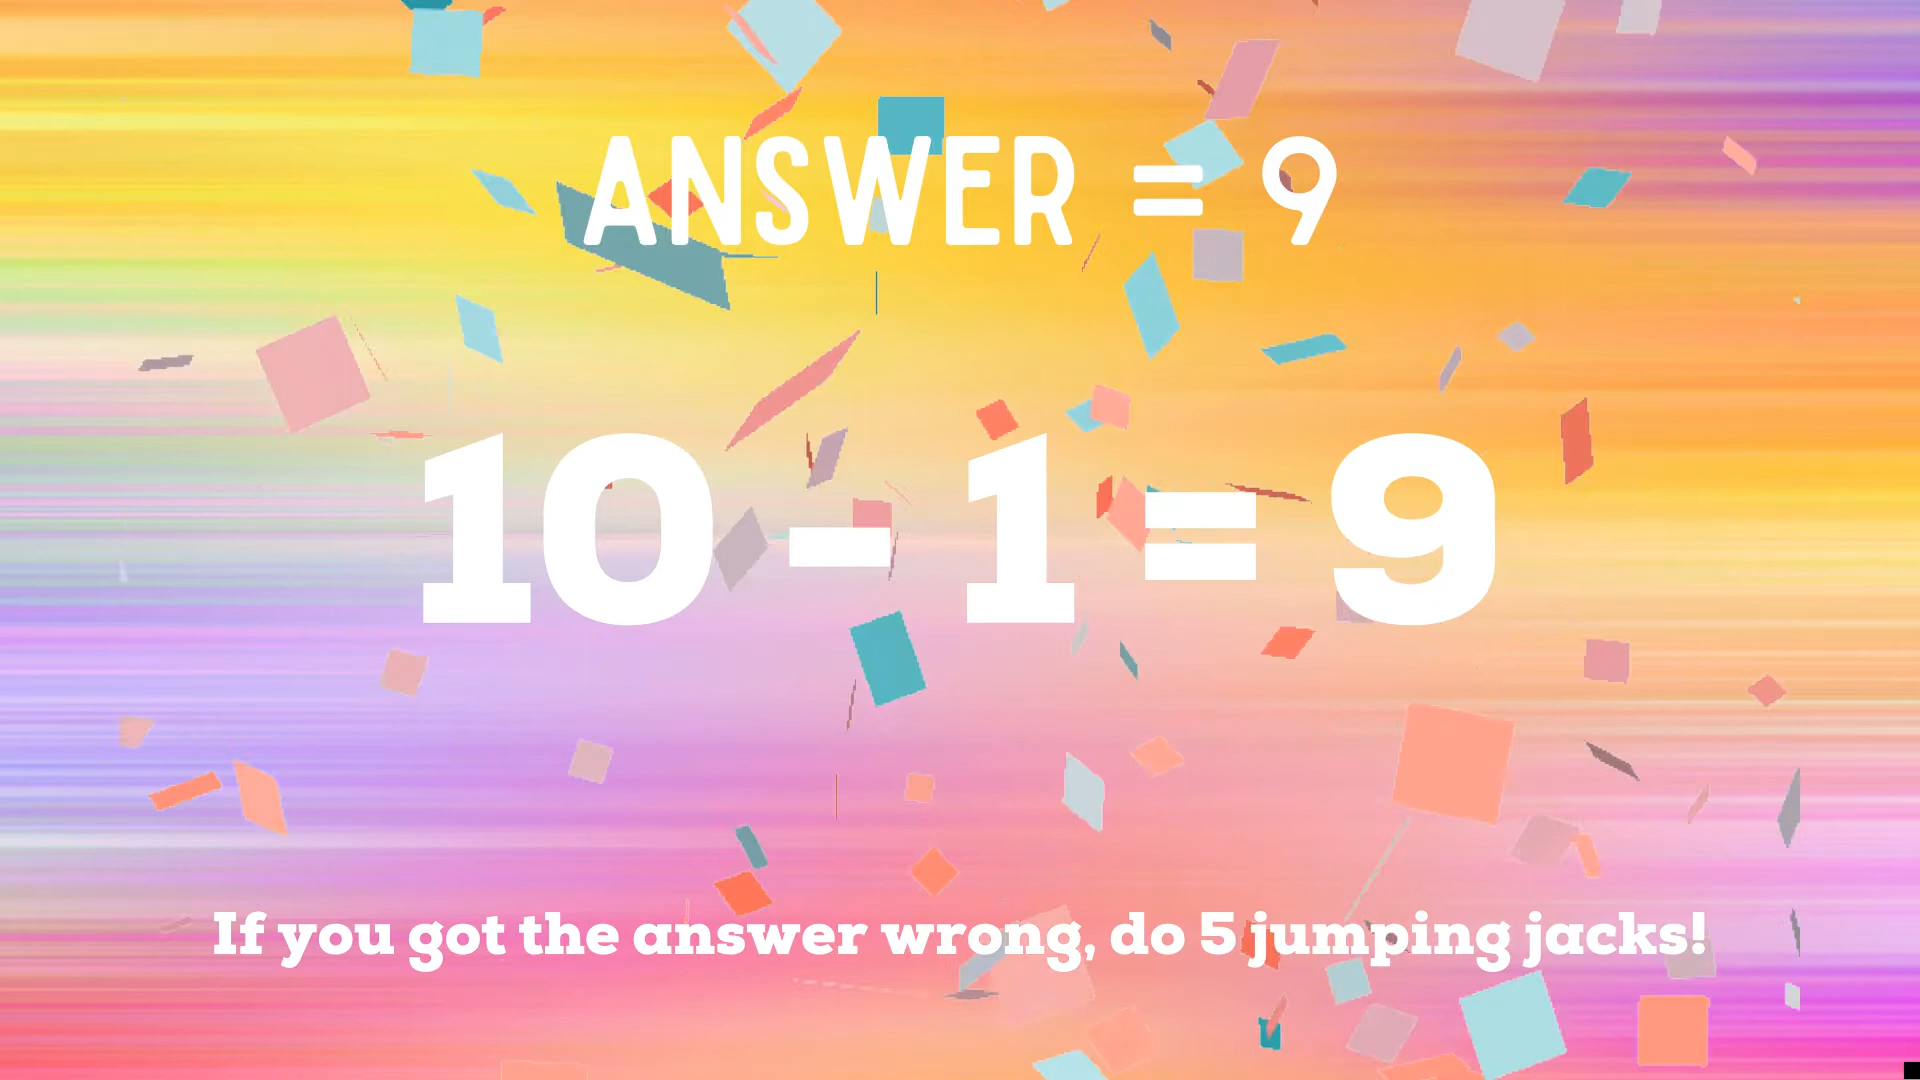 ANSWER = 9
10 - 1 = 9
If you got the answer wrong, do 5 jumping jacks!